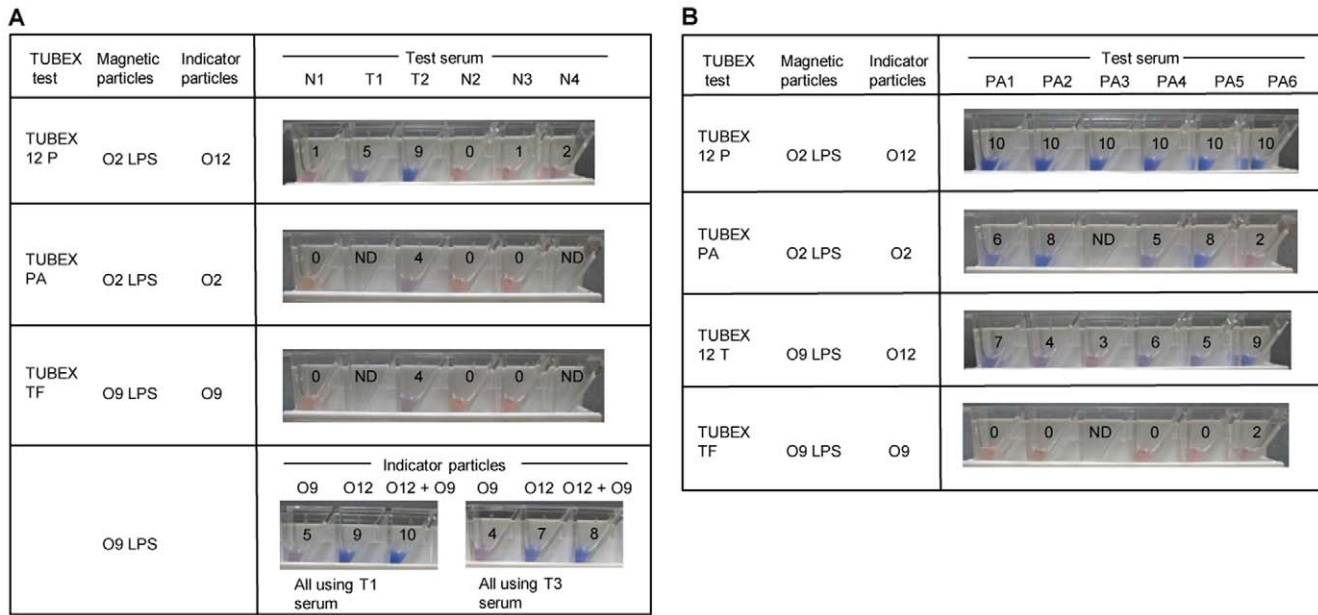 A
TUBEX test Magnetic particles Indicator particles Test serum
N1 T1 T2 N2 N3 N4
TUBEX 12 P O2 LPS O12
1 5 9 0 1 2
TUBEX PA O2 LPS O2
0 ND 4 0 0 ND
TUBEX TF O9 LPS O9
0 ND 4 0 0 ND
O9 LPS
Indicator particles
O9 O12 O12 + O9 O9 O12 O12 + O9
5 9 10 4 7 8
All using T1 serum
All using T3 serum
B
TUBEX test Magnetic particles Indicator particles Test serum
PA1 PA2 PA3 PA4 PA5 PA6
TUBEX 12 P O2 LPS O12
10 10 10 10 10 10
TUBEX PA O2 LPS O2
6 8 ND 5 8 2
TUBEX 12 T O9 LPS O12
7 4 3 6 5 9
TUBEX TF O9 LPS O9
0 0 ND 0 0 2